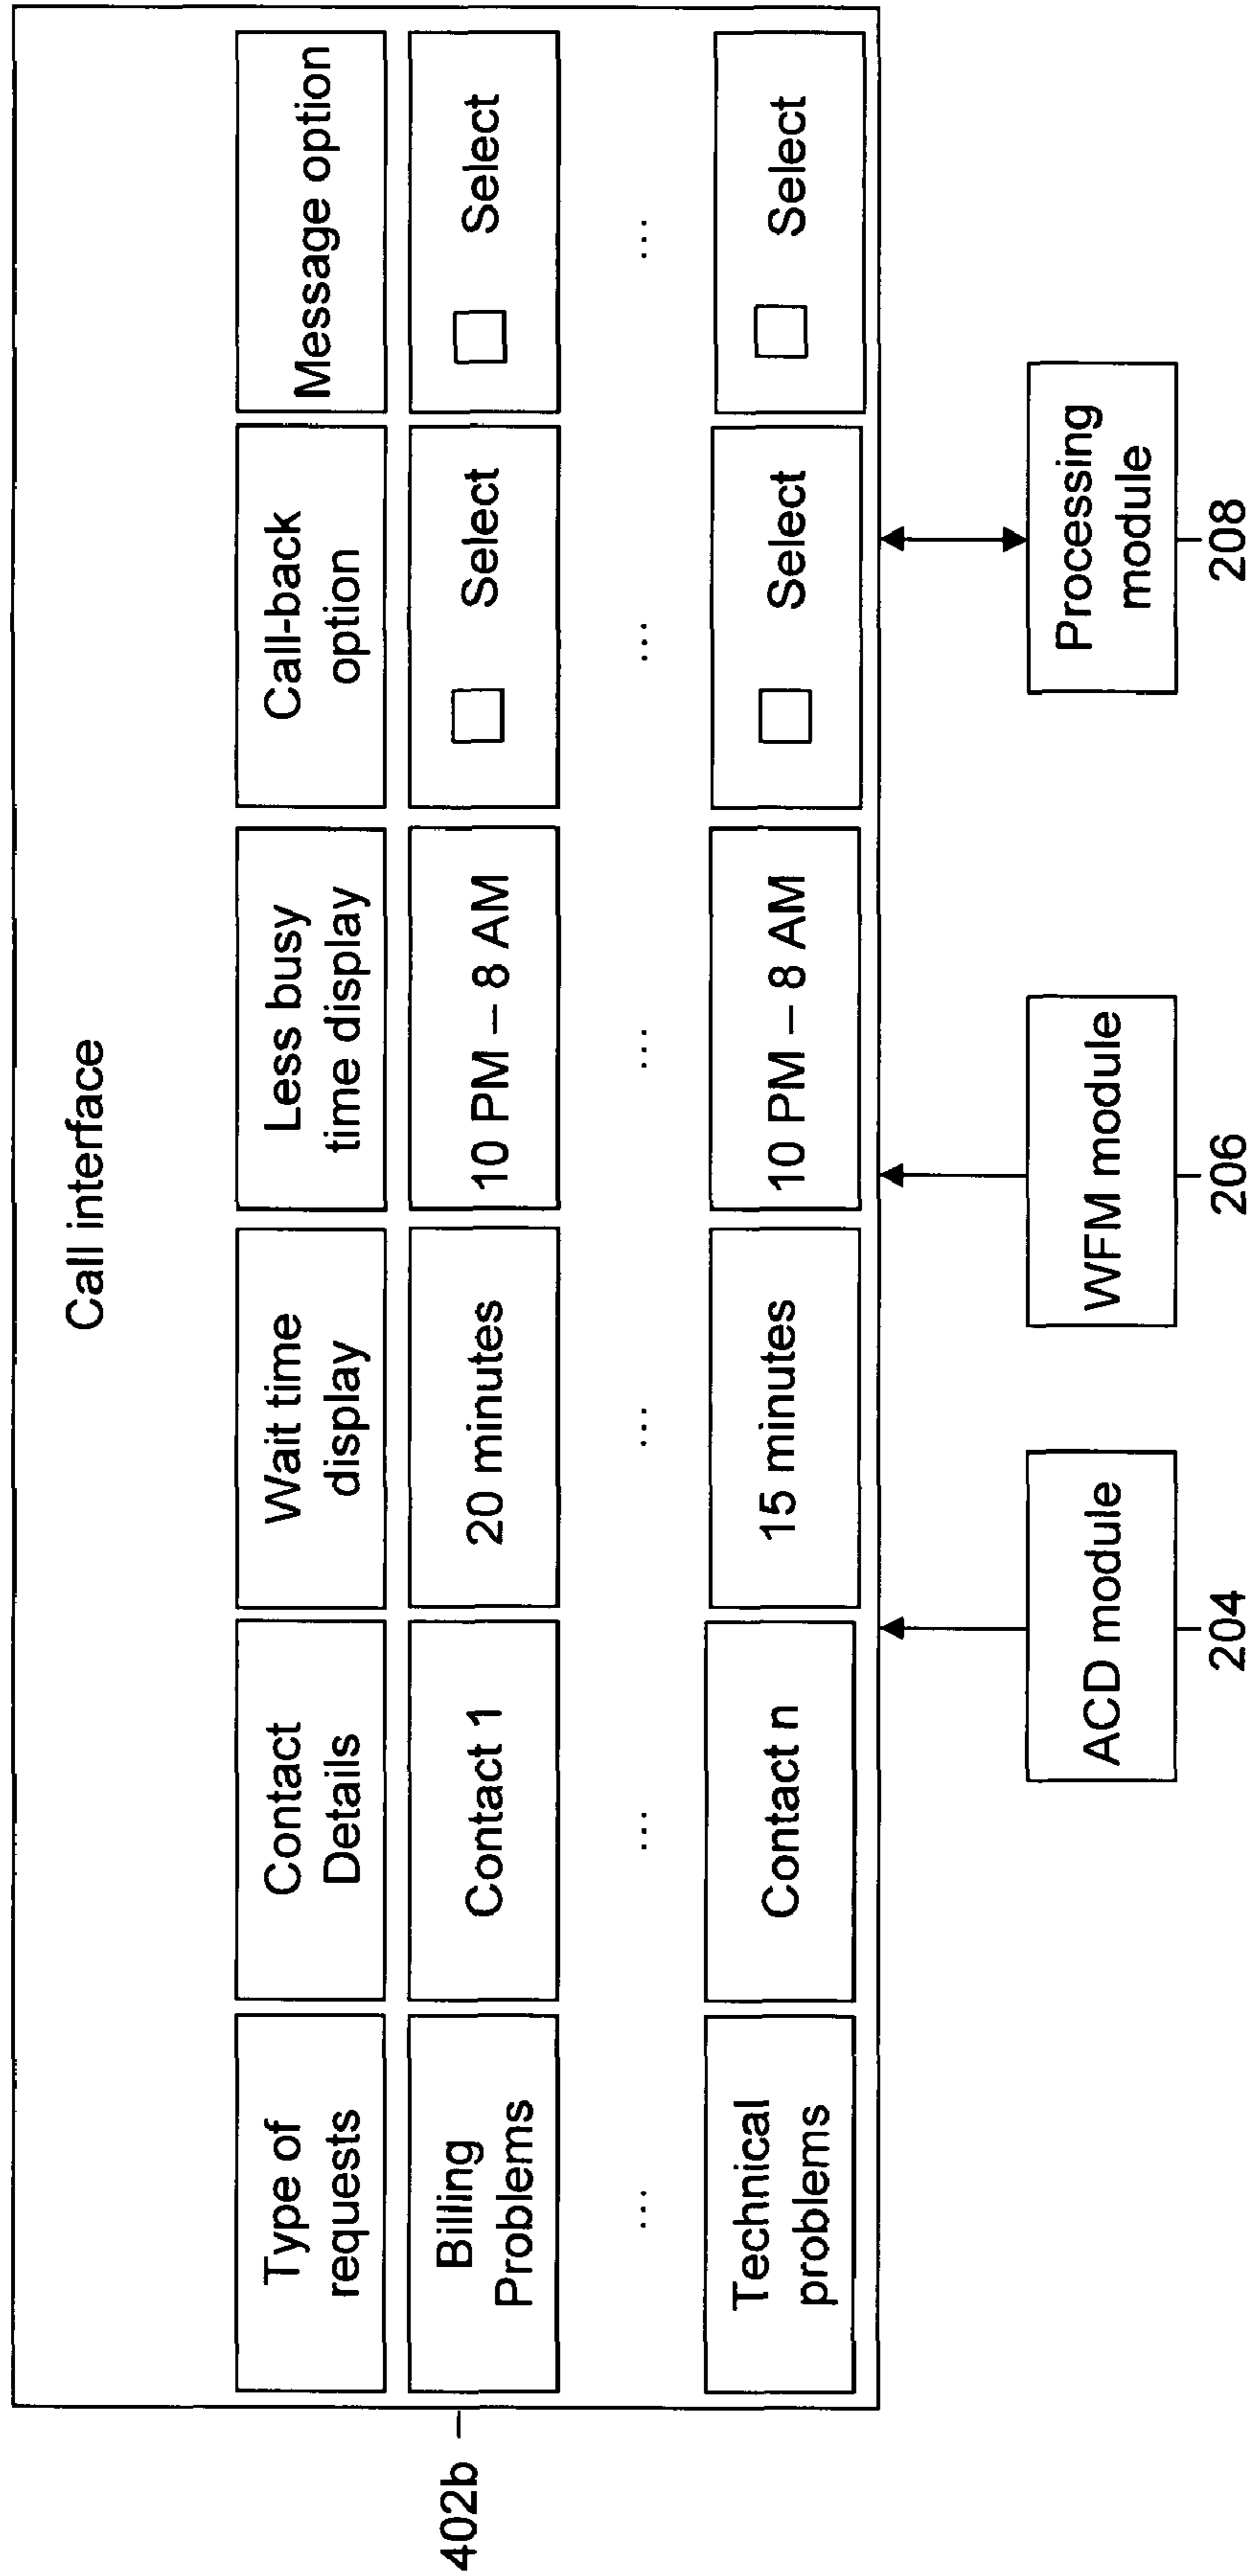 Call interface
Type of
requests
Contact
Details
Wait time
display
Less busy
time display
Call-back
option
Message option
402b
Billing
Problems
Contact 1
20 minutes
10 PM – 8 AM
Select
Select
...
...
...
...
...
...
Technical
problems
Contact n
15 minutes
10 PM – 8 AM
Select
Select
ACD module
204
WFM module
206
Processing
module
208